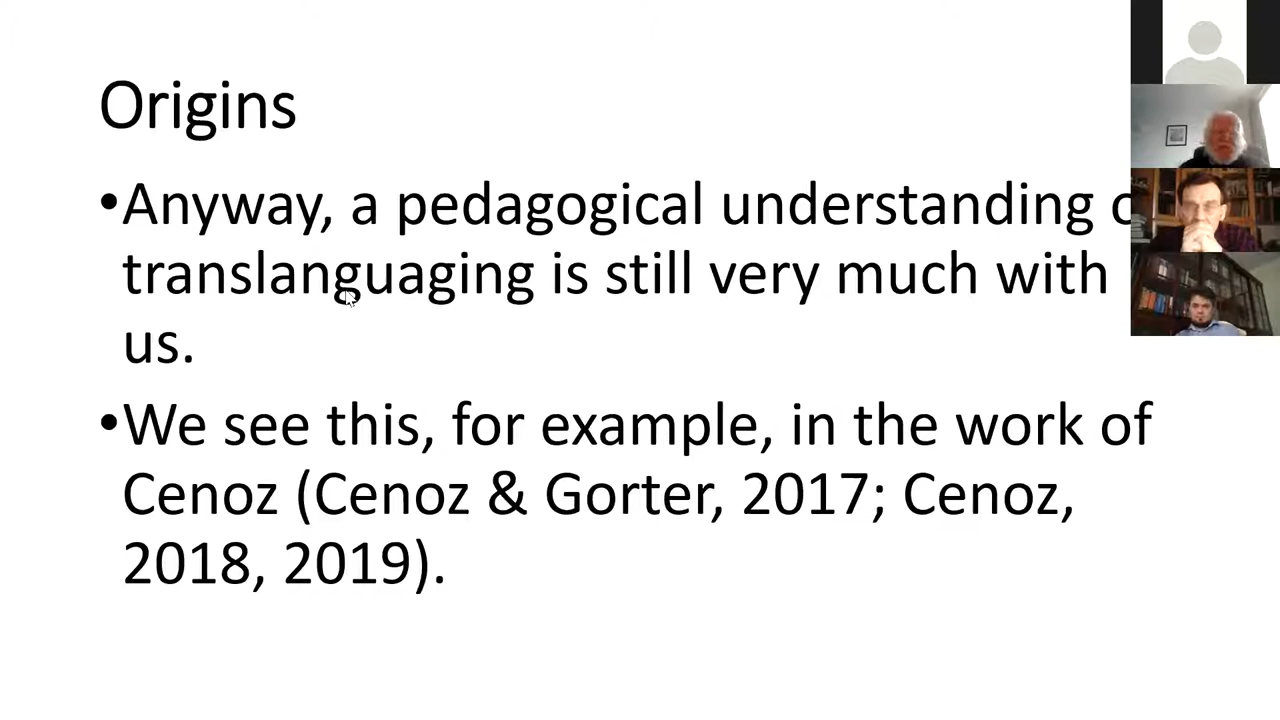 Origins
•Anyway, a pedagogical understanding
translanguaging is still very much with
us.
•We see this, for example, in the work of
Cenoz (Cenoz & Gorter, 2017; Cenoz,
2018, 2019).